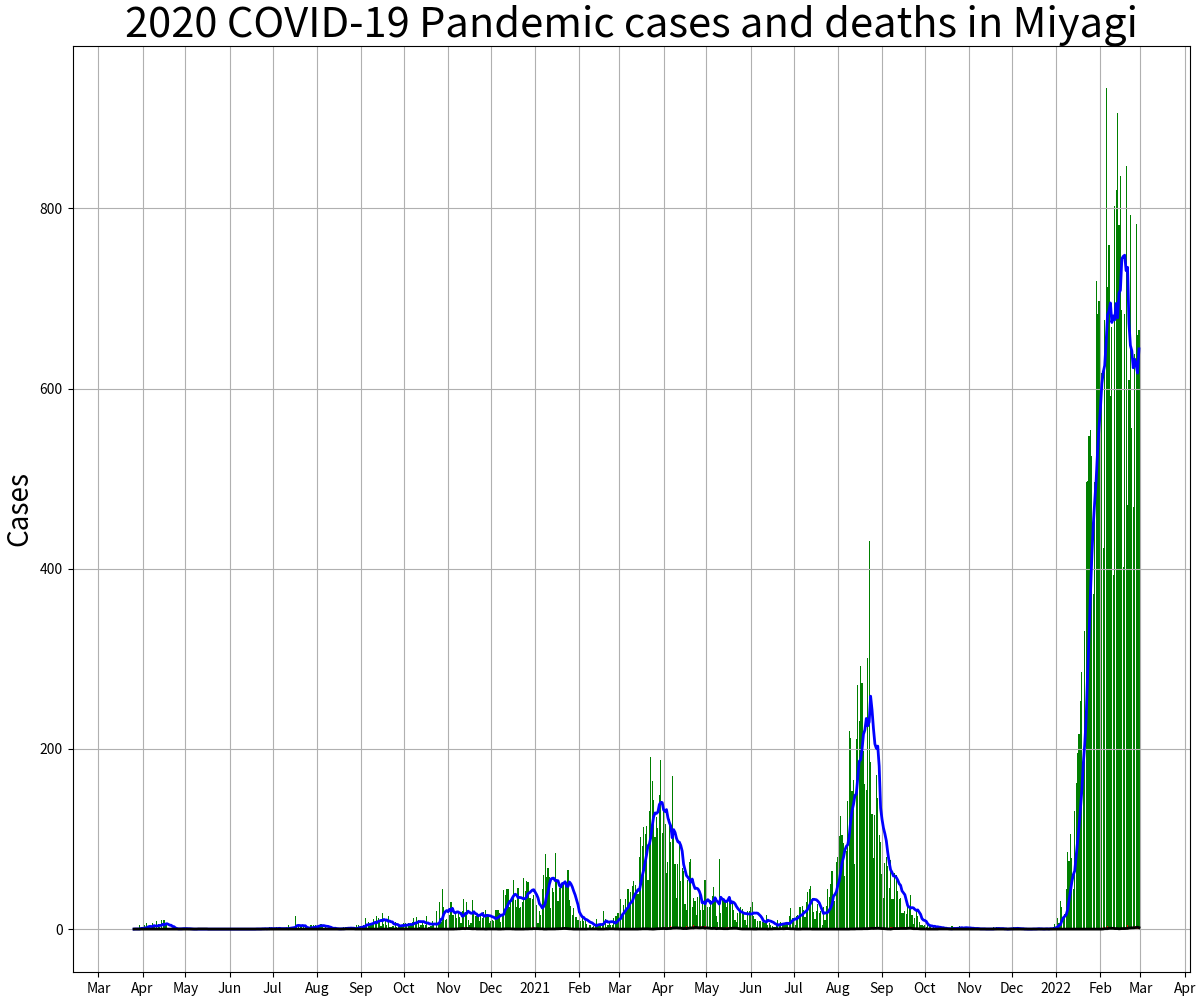 2020 COVID-19 Pandemic cases and deaths in Miyagi
Cases
800
600
400
200
0
Mar Apr May Jun Jul Aug Sep Oct Nov Dec 2021 Feb Mar Apr May Jun Jul Aug Sep Oct Nov Dec 2022 Feb Mar Apr